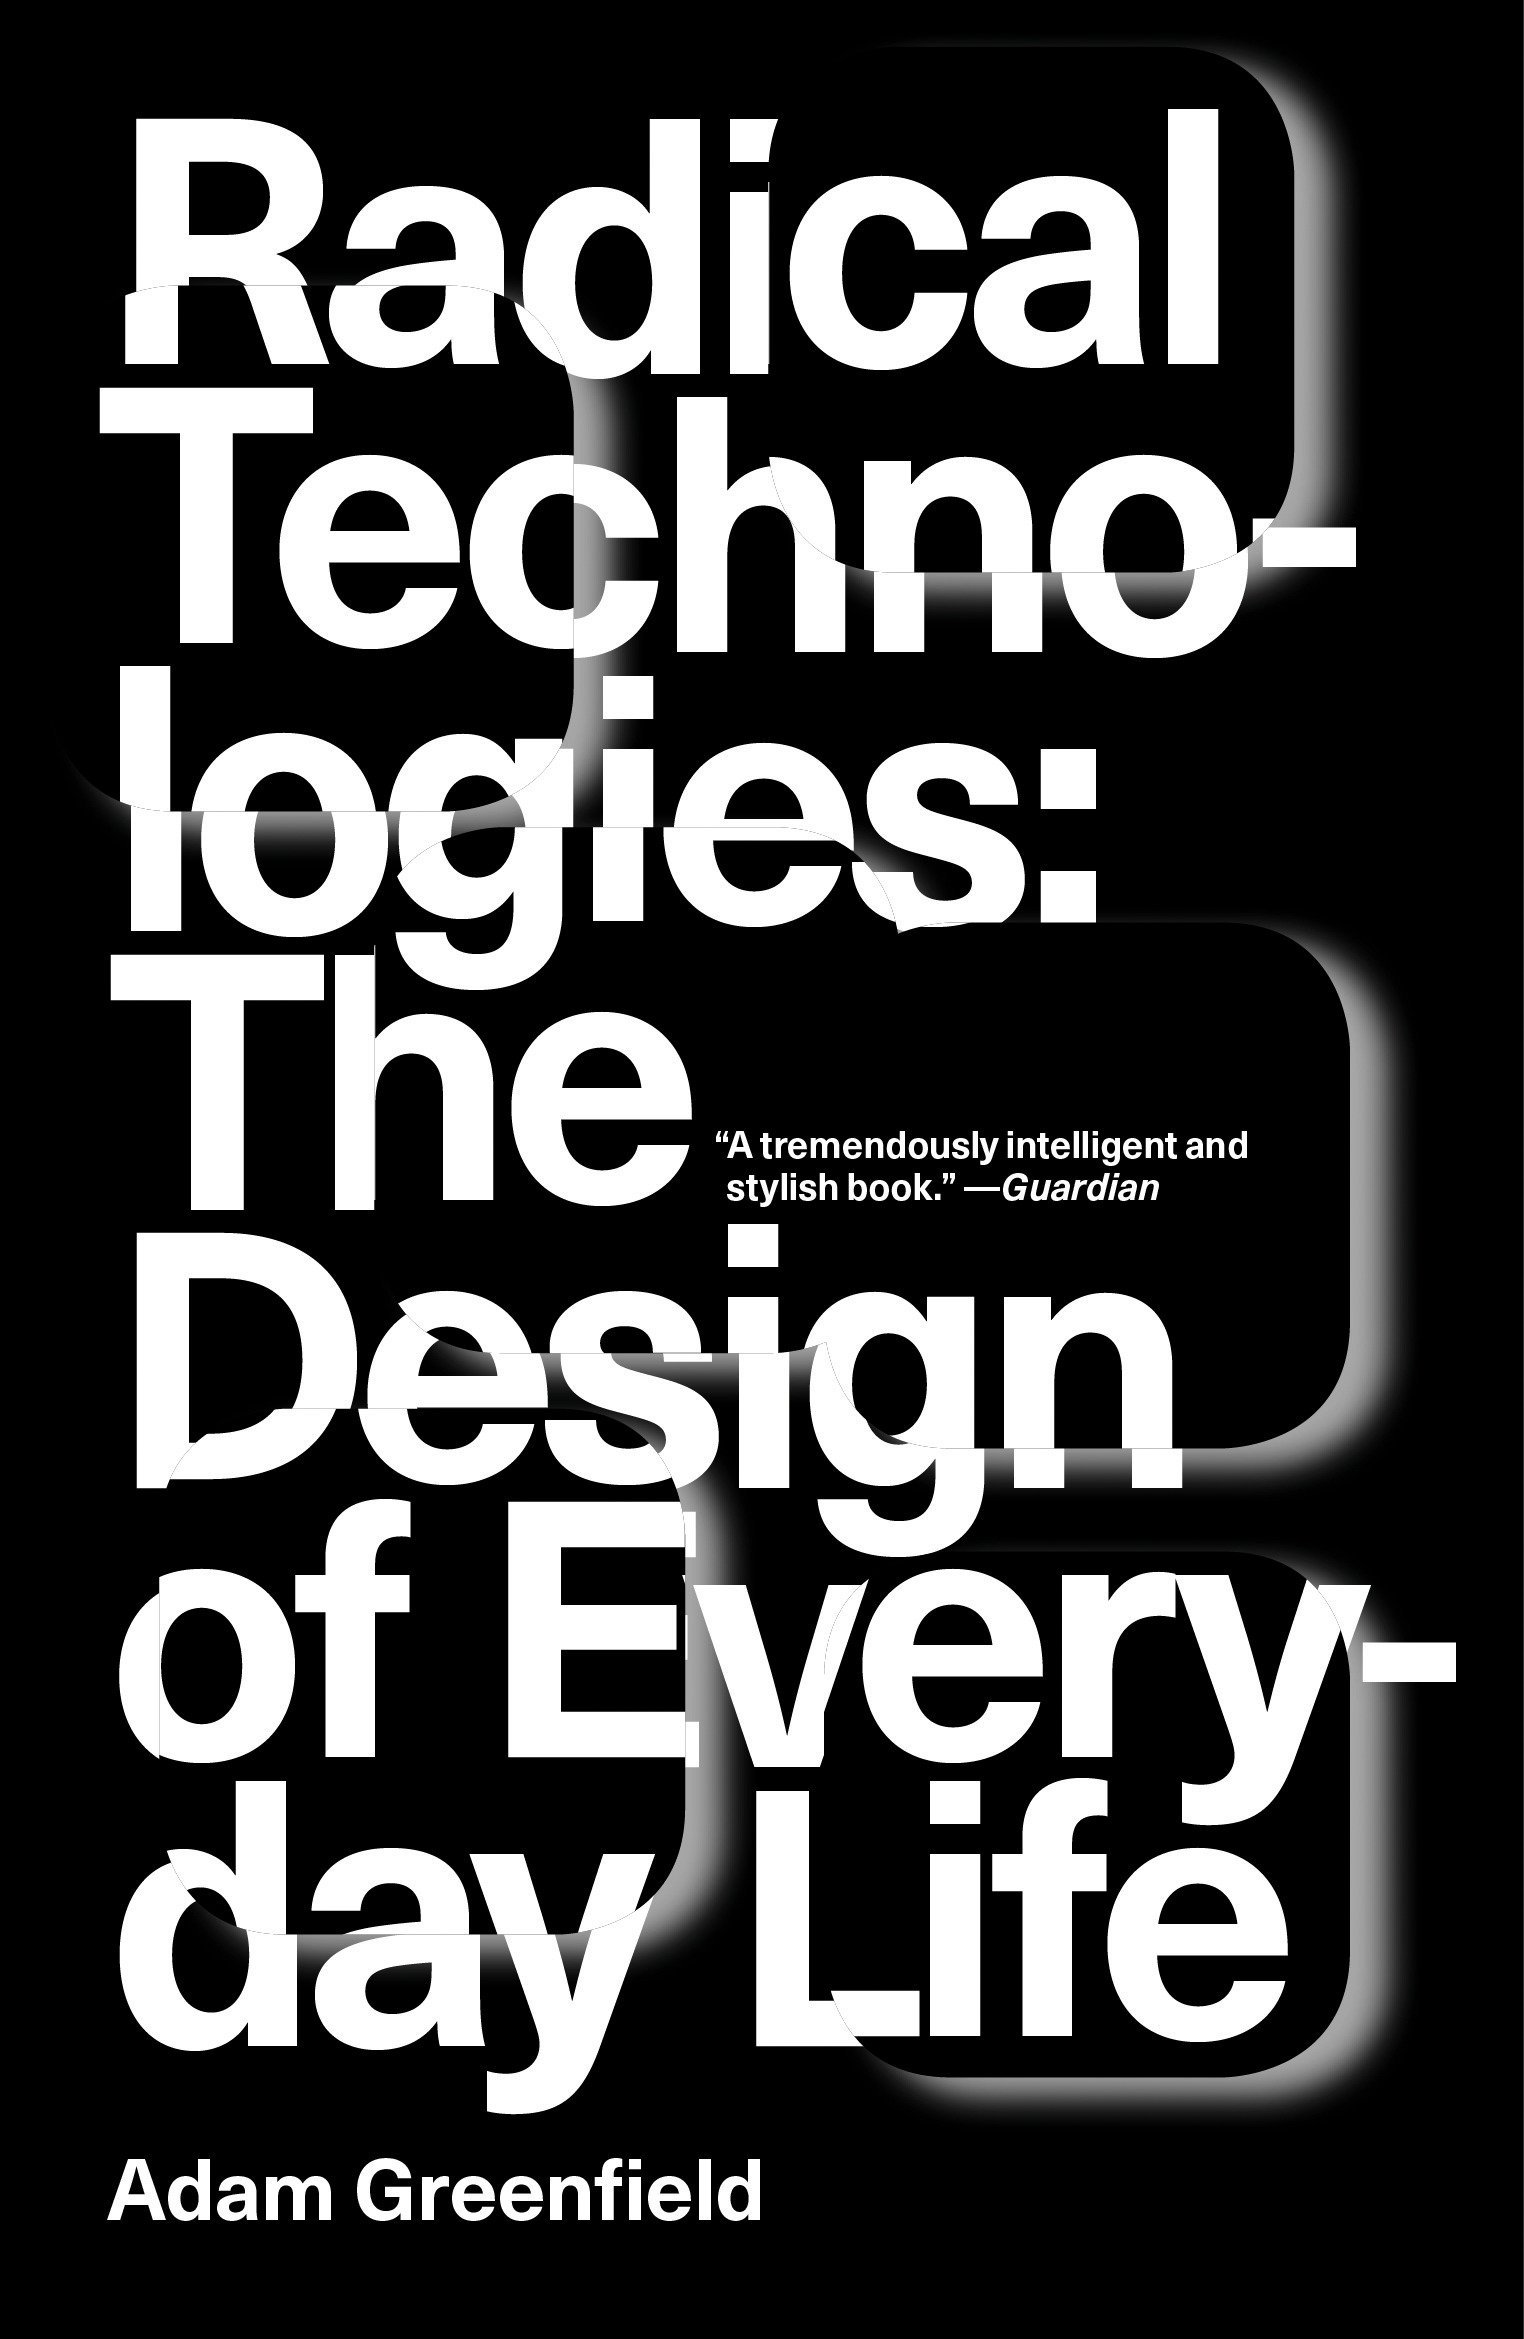 Radical
Techno-
logies:
The
“A tremendously intelligent and
stylish book.” —Guardian
Design
of Every-
day Life
Adam Greenfield